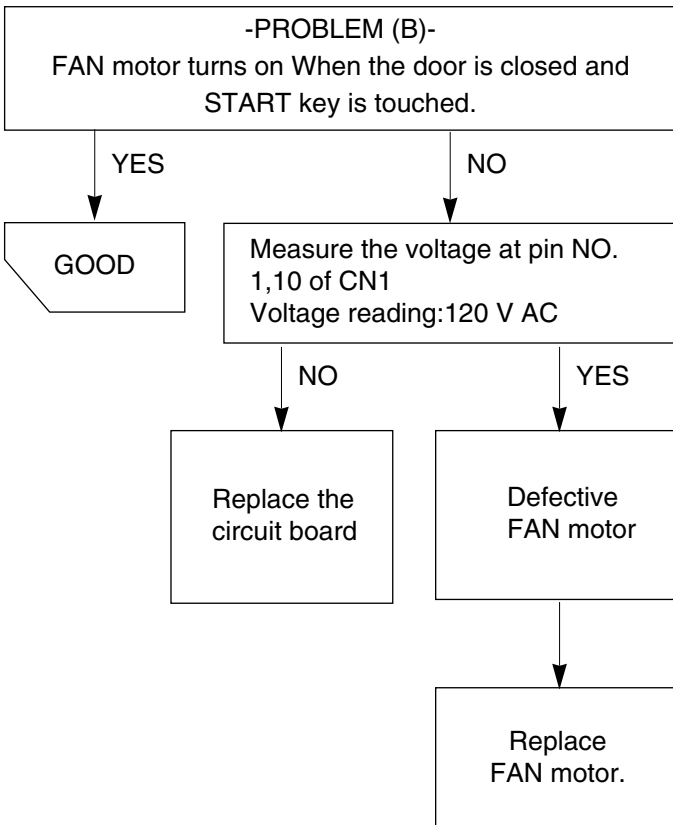 -PROBLEM (B)-
FAN motor turns on When the door is closed and
START key is touched.
YES
NO
GOOD
Measure the voltage at pin NO.
1,10 of CN1
Voltage reading:120 V AC
NO
YES
Replace the
circuit board
Defective
FAN motor
Replace
FAN motor.